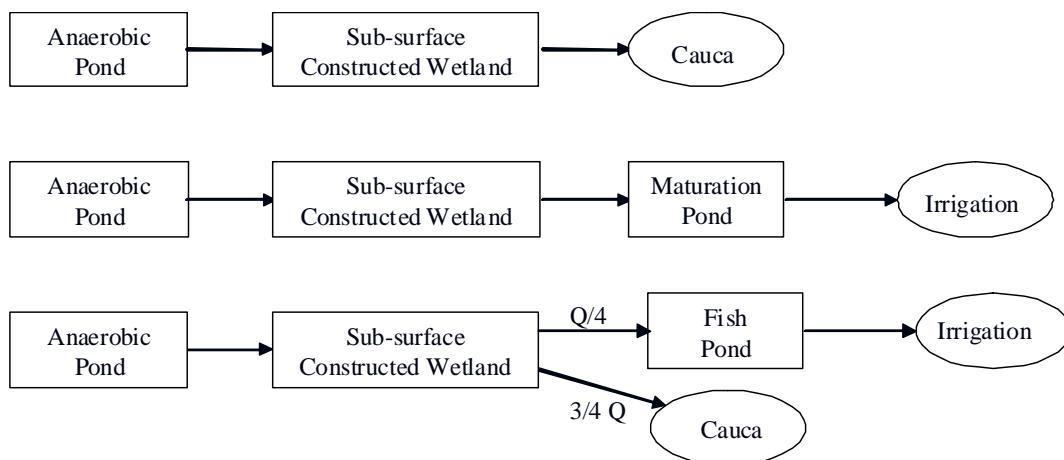 Anaerobic
Pond
Sub-surface
Constructed Wetland
Cauca
Anaerobic
Pond
Sub-surface
Constructed Wetland
Maturation
Pond
Irrigation
Anaerobic
Pond
Sub-surface
Constructed Wetland
Q/4
Fish
Pond
Irrigation
3/4 Q
Cauca